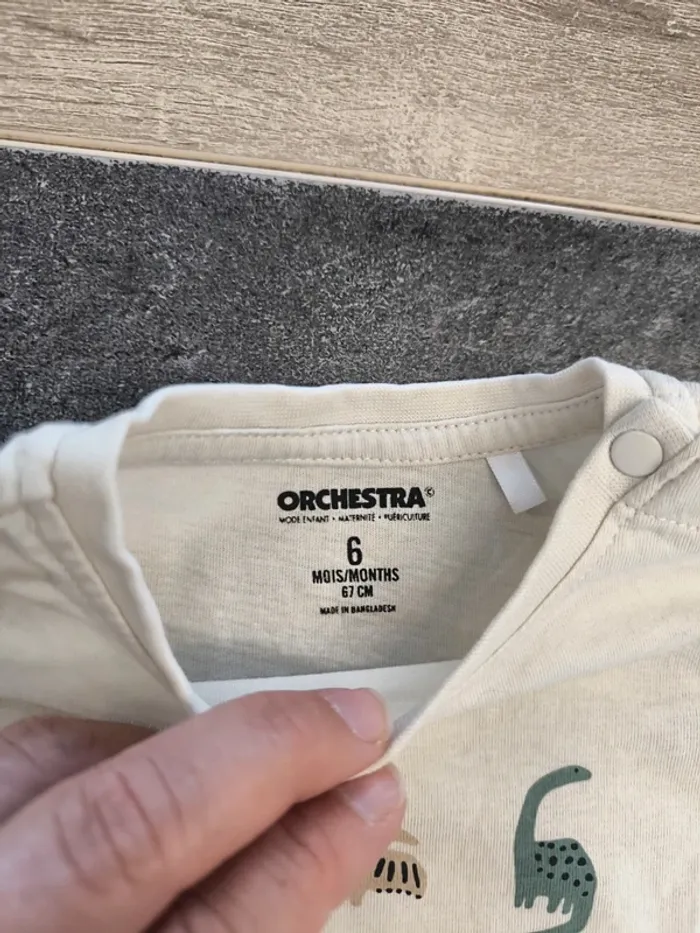 ORCHESTRA®
MODE ENFANT • MATERNITÉ • PUÉRICULTURE
6
MOIS/MONTHS
67 CM
MADE IN BANGLADESH